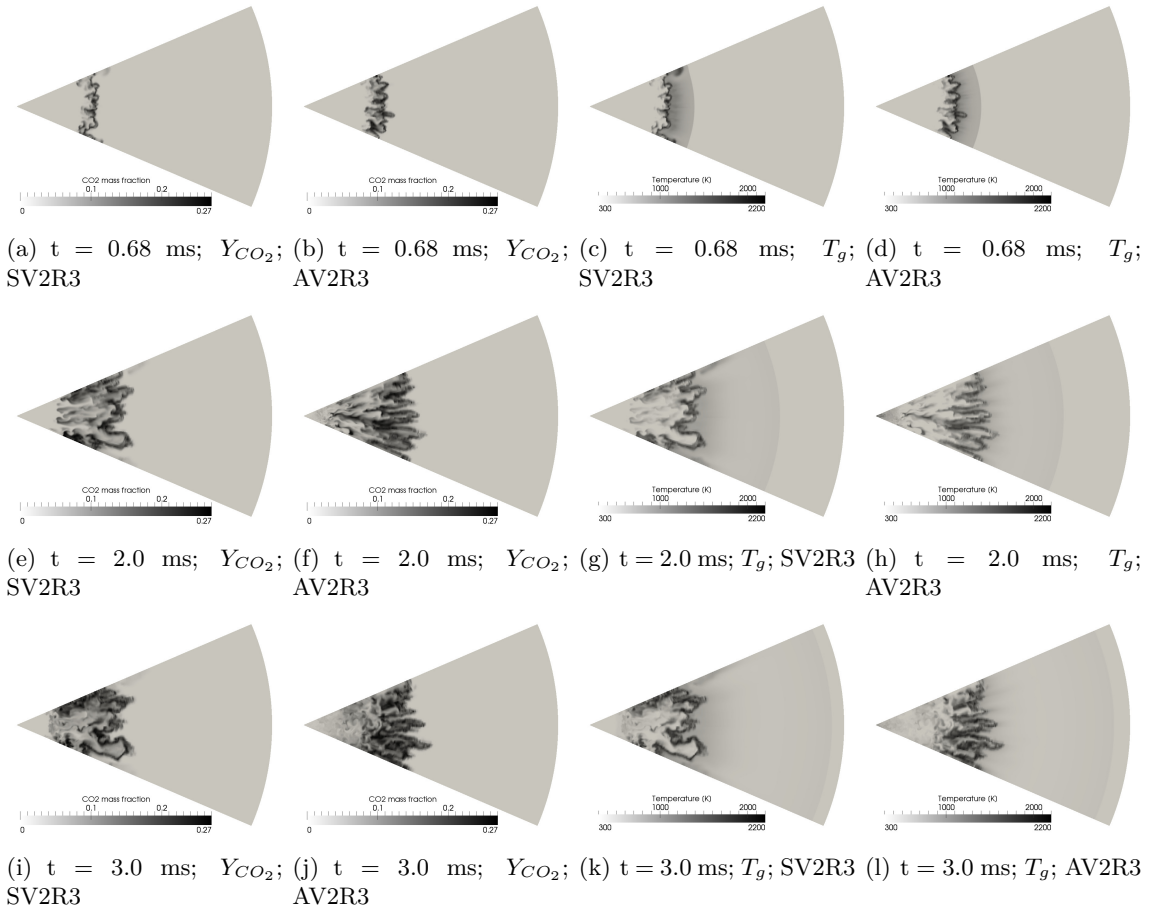 CO2 mass fraction
0.1 0.2
0 0.27
CO2 mass fraction
0.1 0.2
0 0.27
Temperature (K)
1000 2000
300 2200
Temperature (K)
1000 2000
300 2200
(a) t = 0.68 ms; Y_{CO_2}; SV2R3
(b) t = 0.68 ms; Y_{CO_2}; AV2R3
(c) t = 0.68 ms; T_g; SV2R3
(d) t = 0.68 ms; T_g; AV2R3
CO2 mass fraction
0.1 0.2
0 0.27
CO2 mass fraction
0.1 0.2
0 0.27
Temperature (K)
1000 2000
300 2200
Temperature (K)
1000 2000
300 2200
(e) t = 2.0 ms; Y_{CO_2}; SV2R3
(f) t = 2.0 ms; Y_{CO_2}; AV2R3
(g) t = 2.0 ms; T_g; SV2R3
(h) t = 2.0 ms; T_g; AV2R3
CO2 mass fraction
0.1 0.2
0 0.27
CO2 mass fraction
0.1 0.2
0 0.27
Temperature (K)
1000 2000
300 2200
Temperature (K)
1000 2000
300 2200
(i) t = 3.0 ms; Y_{CO_2}; SV2R3
(j) t = 3.0 ms; Y_{CO_2}; AV2R3
(k) t = 3.0 ms; T_g; SV2R3
(l) t = 3.0 ms; T_g; AV2R3